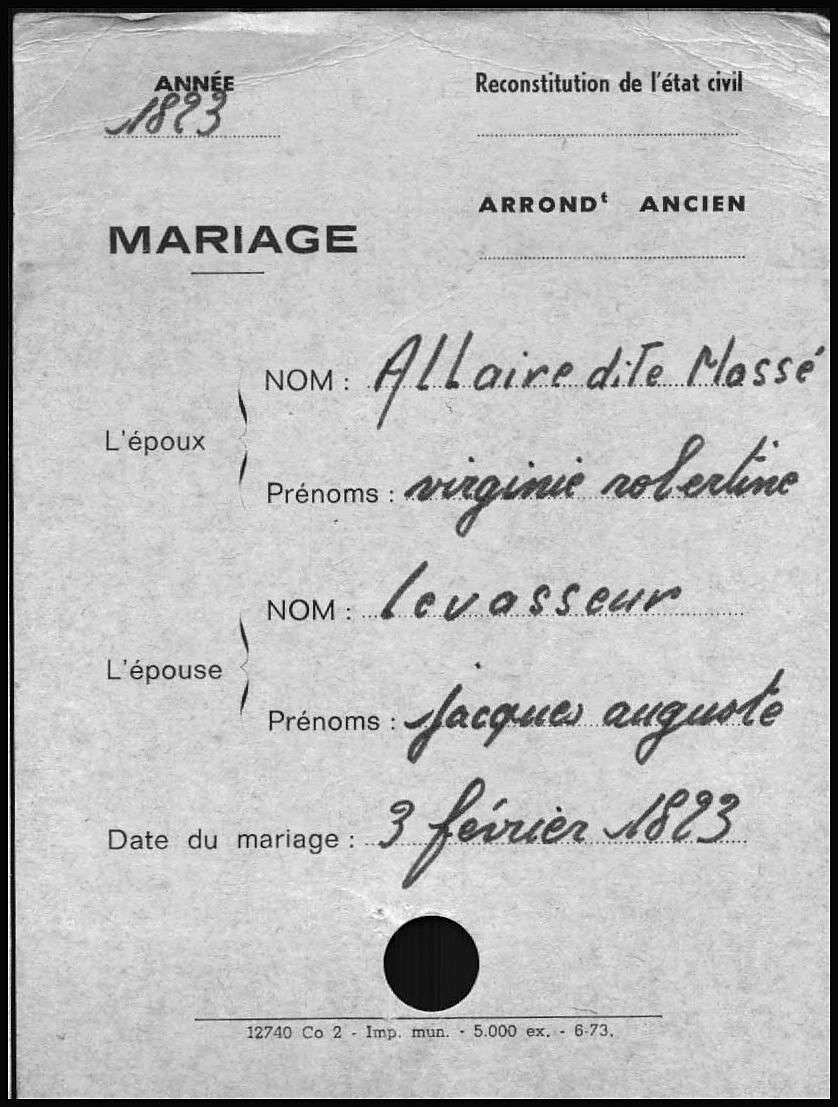 ANNÉE
1823
Reconstitution de l'état civil
ARRONDt ANCIEN
MARIAGE
L'époux
NOM : Allaire dite Massé
Prénoms : virginie robertine
L'épouse
NOM : levasseur
Prénoms : jacques auguste
Date du mariage : 3 février 1823
12740 Co 2 - Imp. mun. - 5.000 ex. - 6-73.